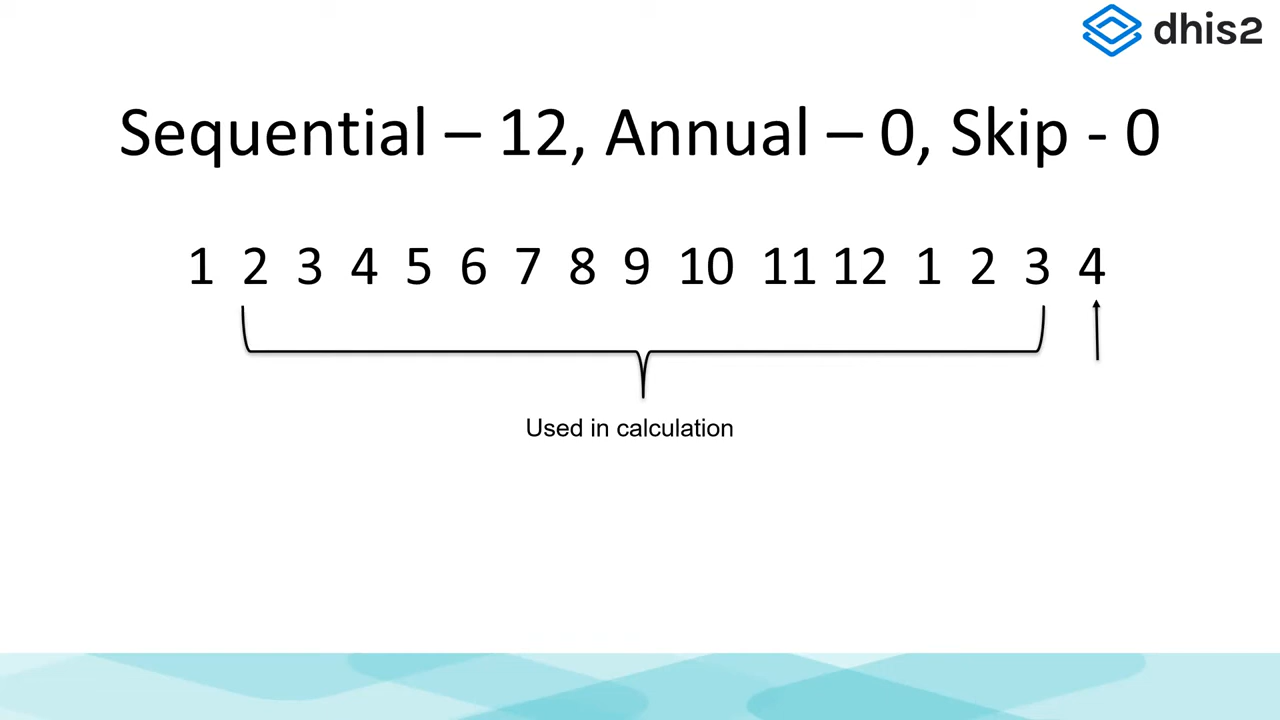 dhis2
Sequential – 12, Annual – 0, Skip - 0
1 2 3 4 5 6 7 8 9 10 11 12 1 2 3 4
Used in calculation